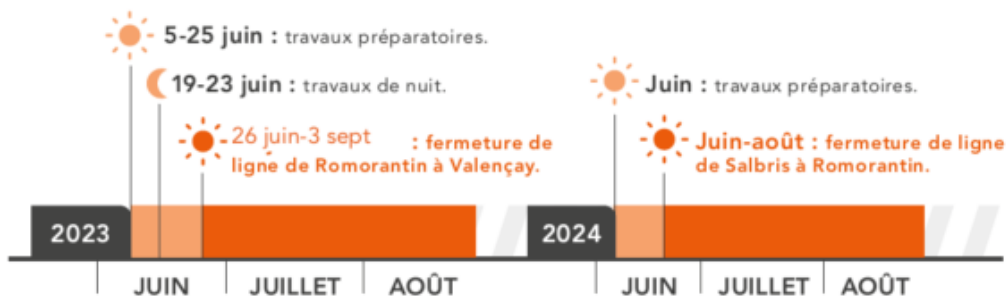 5-25 juin : travaux préparatoires.
19-23 juin : travaux de nuit.
26 juin-3 sept : fermeture de
ligne de Romorantin à Valençay.
2023
JUIN JUILLET AOÛT
Juin : travaux préparatoires.
Juin-août : fermeture de ligne
de Salbris à Romorantin.
2024
JUIN JUILLET AOÛT